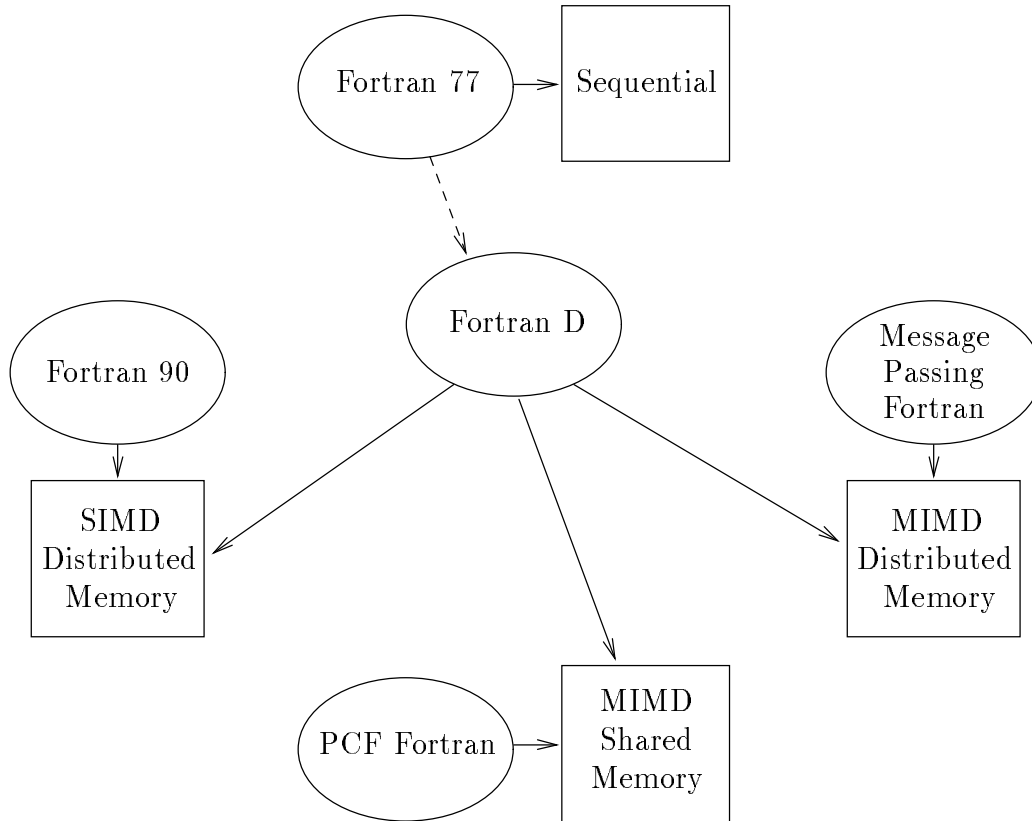 Fortran 77
Sequential
Fortran D
Fortran 90
Message
Passing
Fortran
SIMD
Distributed
Memory
MIMD
Distributed
Memory
PCF Fortran
MIMD
Shared
Memory